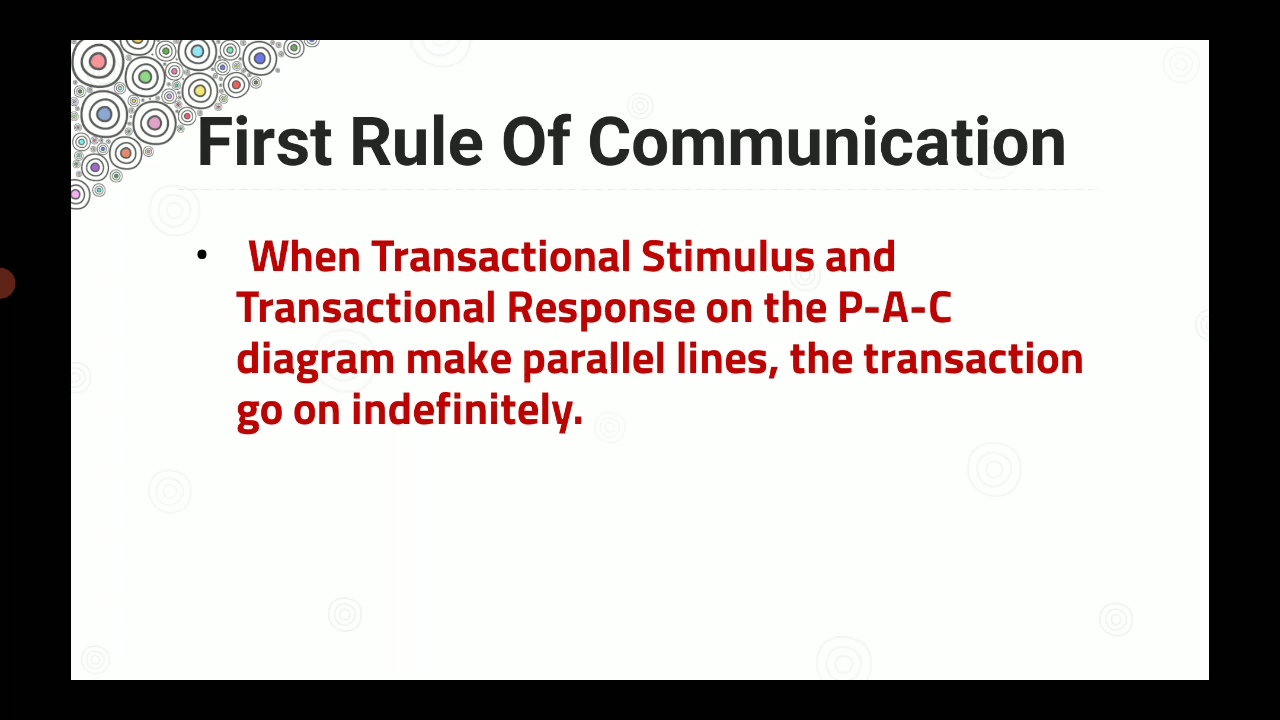 First Rule Of Communication
• When Transactional Stimulus and
Transactional Response on the P-A-C
diagram make parallel lines, the transaction
go on indefinitely.